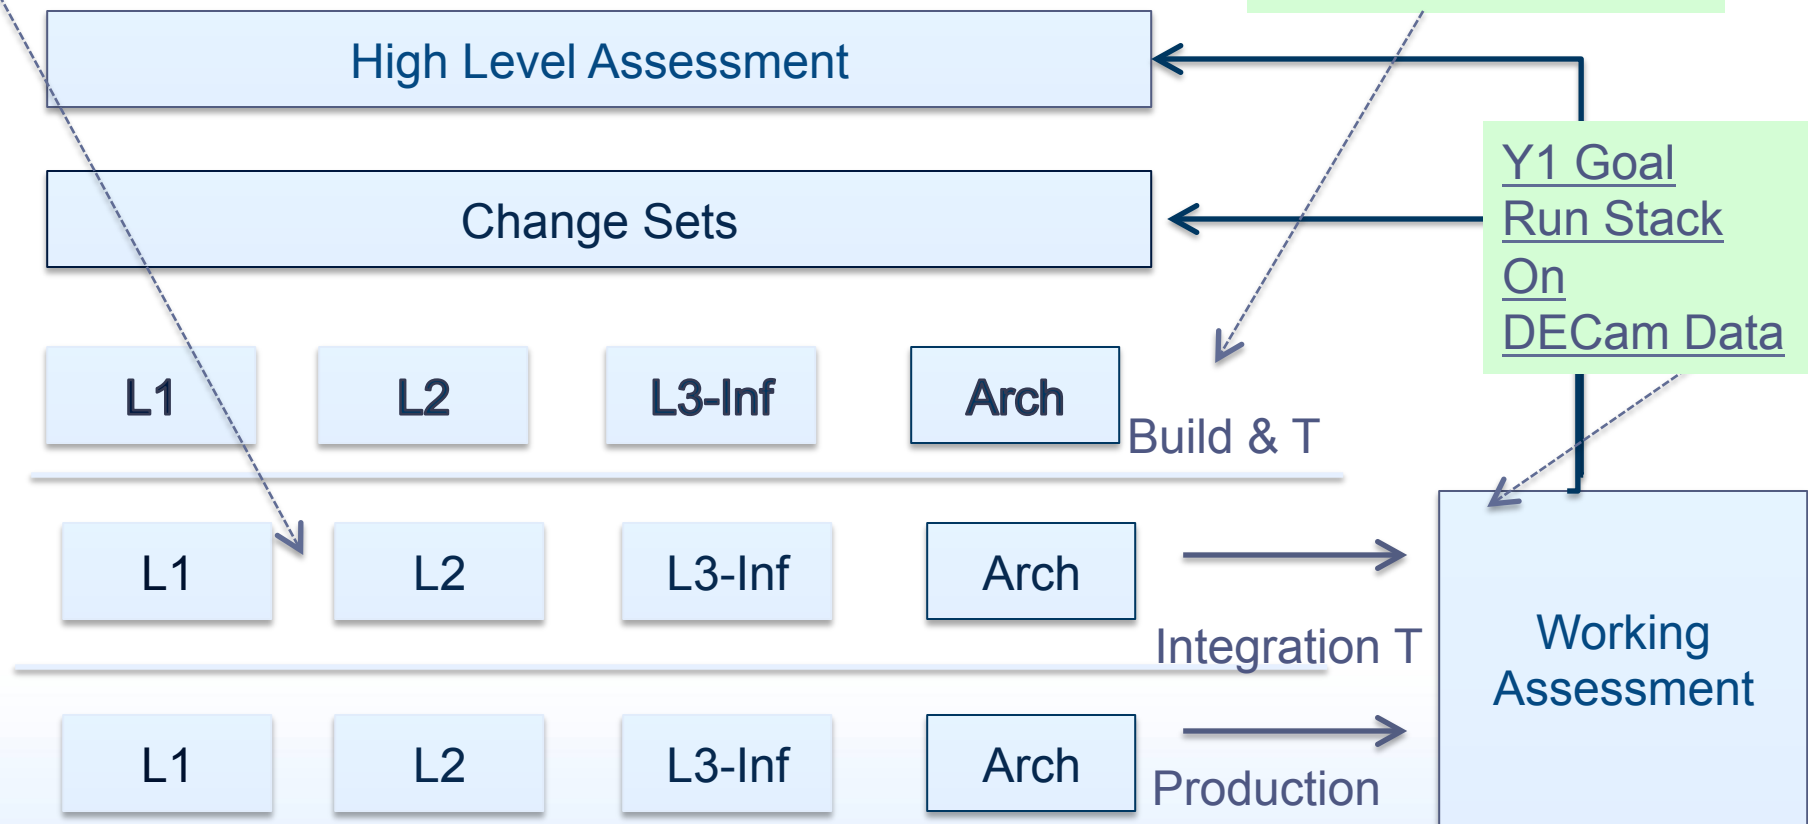 High Level Assessment
Change Sets
Y1 Goal
Run Stack
On
DECam Data
L1
L2
L3-Inf
Arch
Build & T
L1
L2
L3-Inf
Arch
Integration T
Working
Assessment
L1
L2
L3-Inf
Arch
Production